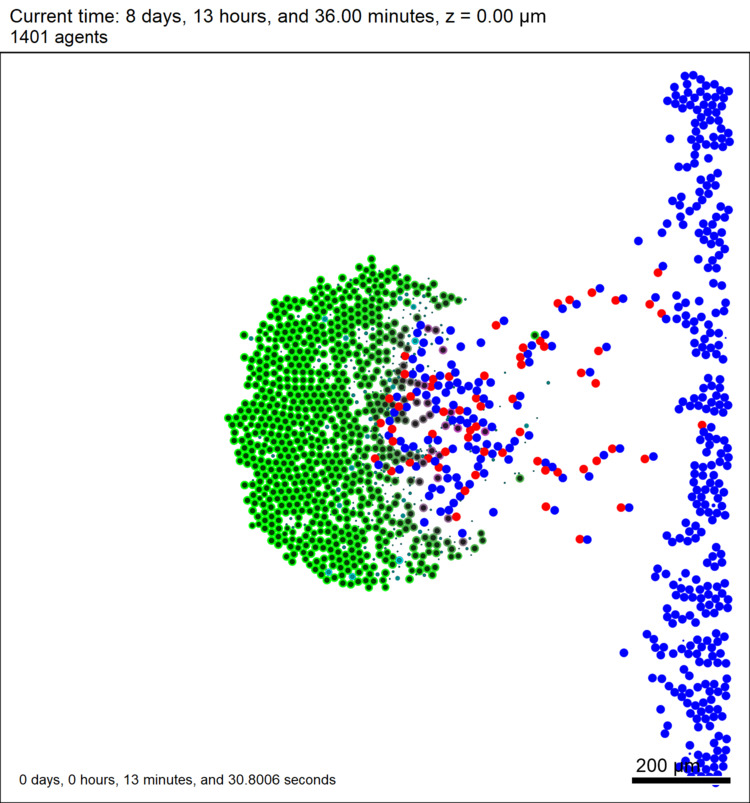 Current time: 8 days, 13 hours, and 36.00 minutes, z = 0.00 μm
1401 agents
0 days, 0 hours, 13 minutes, and 30.8006 seconds
200 μm